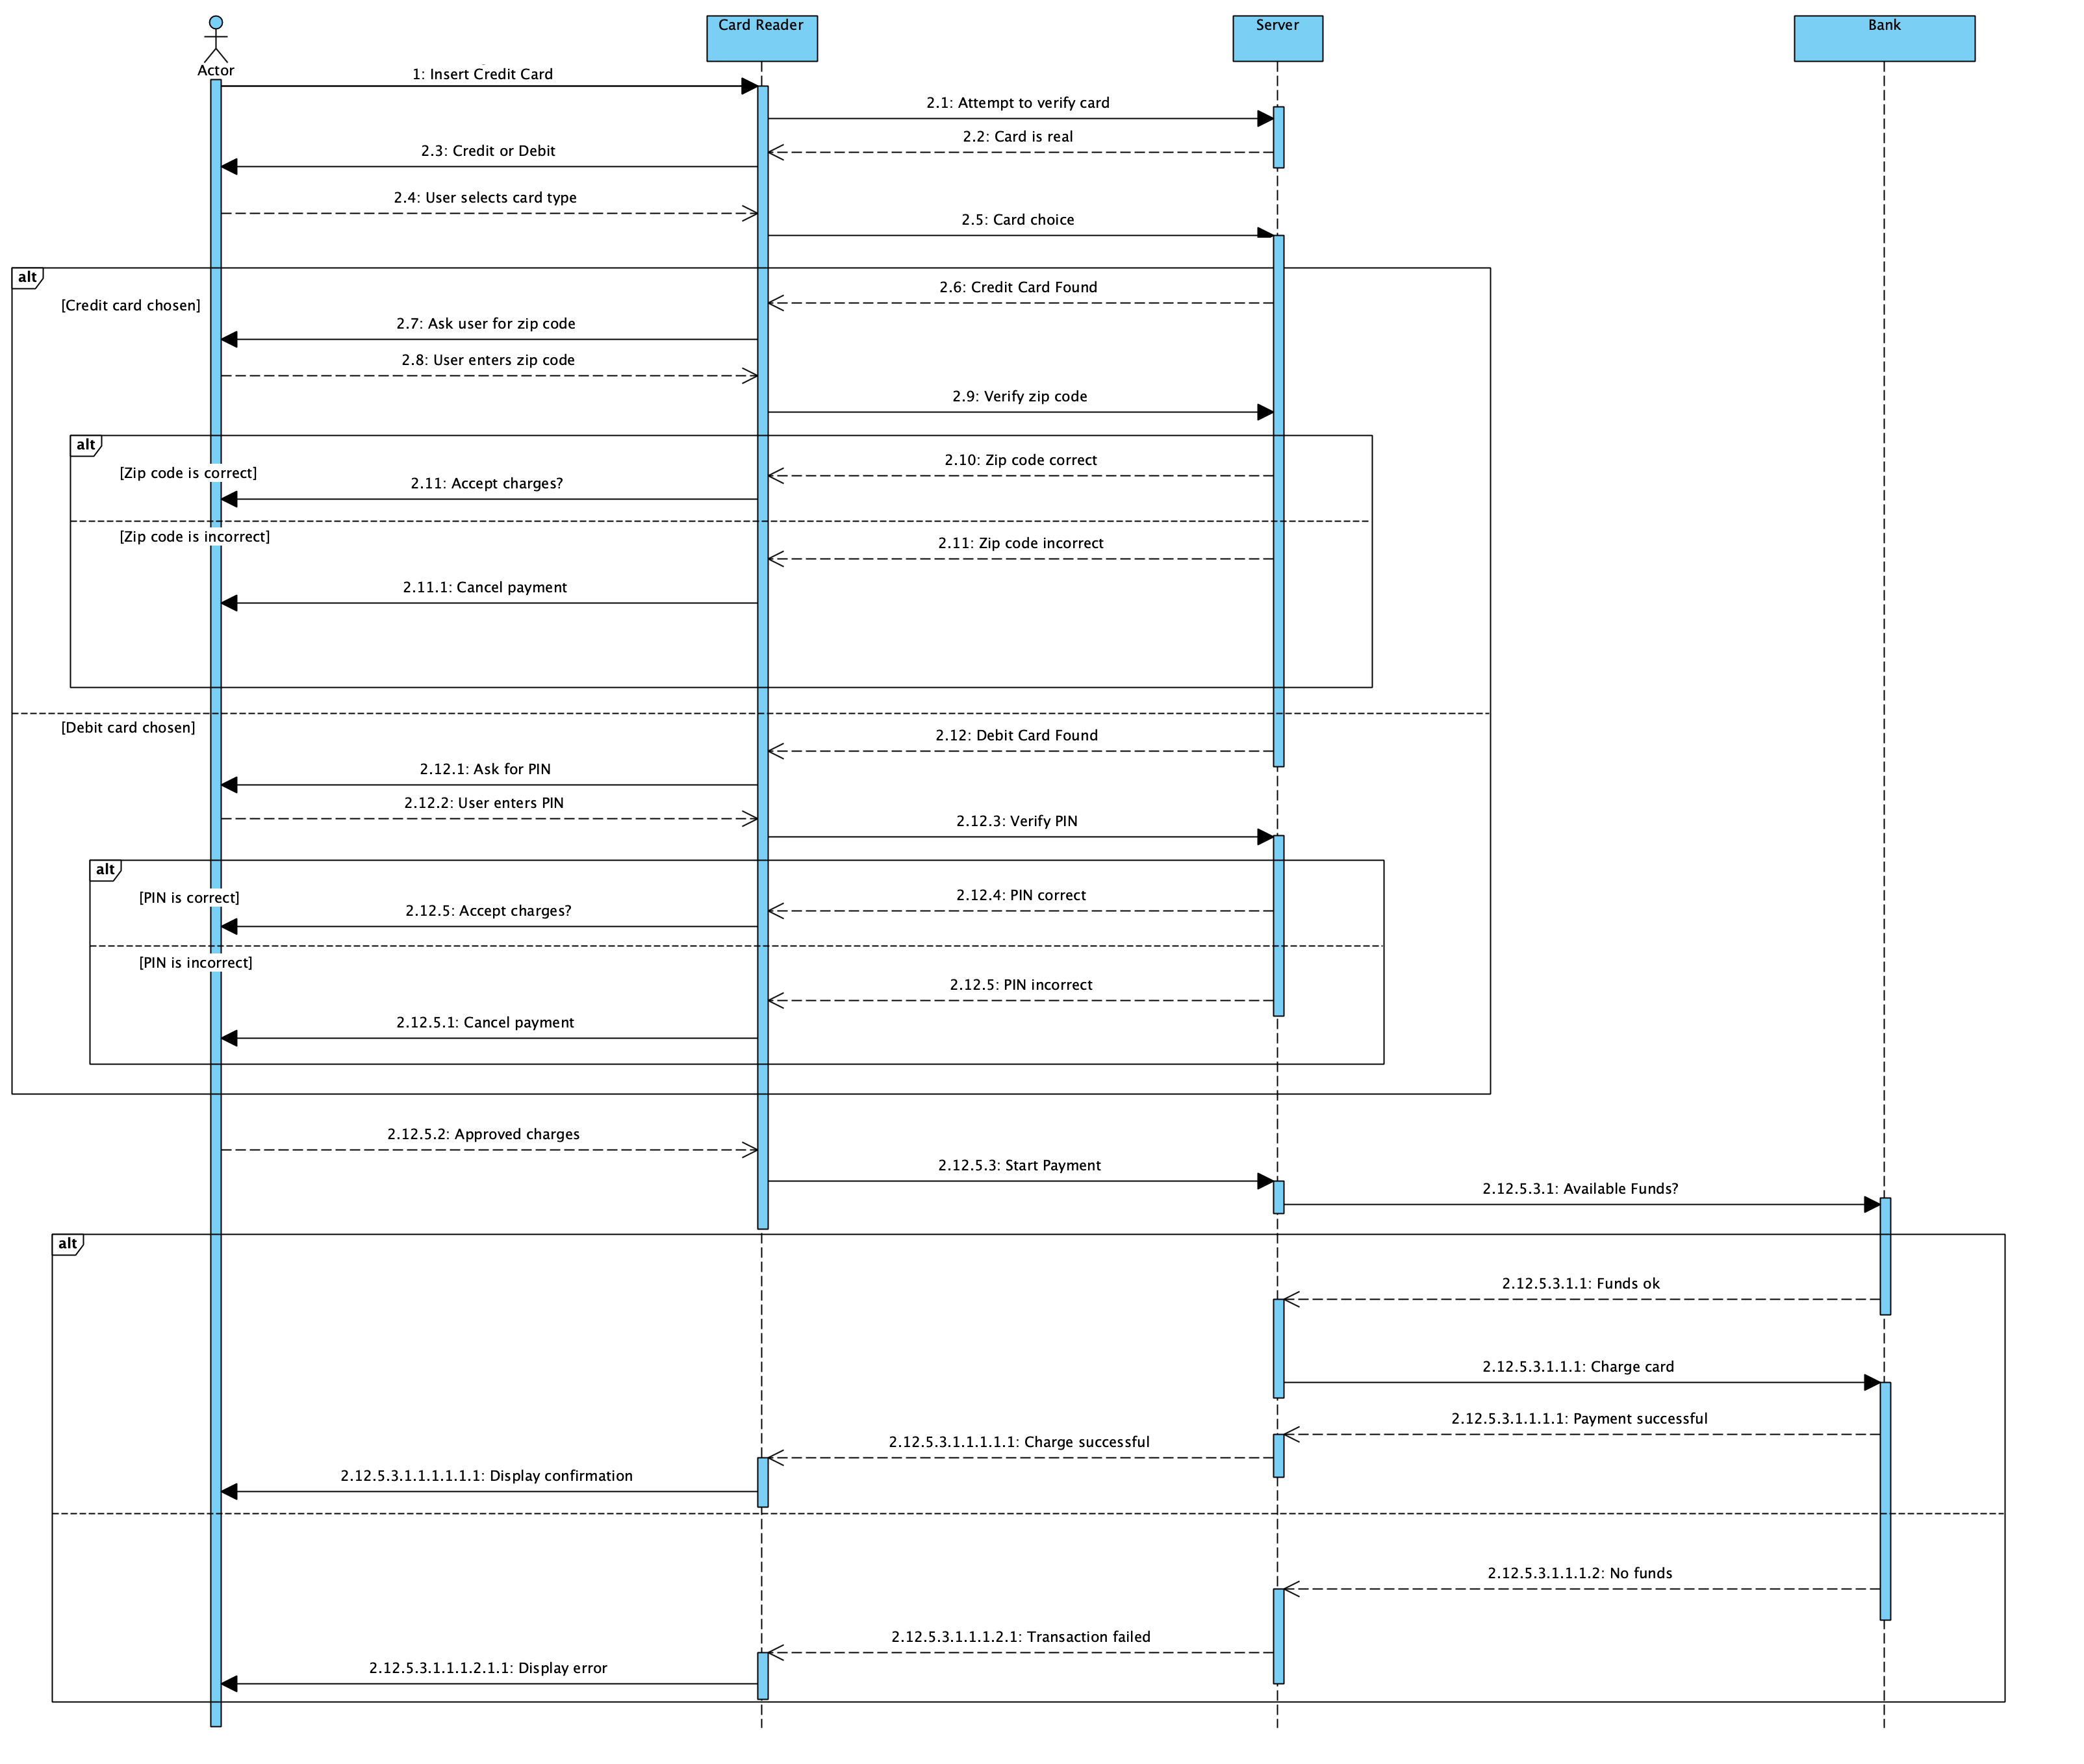 Actor
Card Reader
Server
Bank
1: Insert Credit Card
2.1: Attempt to verify card
2.2: Card is real
2.3: Credit or Debit
2.4: User selects card type
2.5: Card choice
alt
[Credit card chosen]
2.6: Credit Card Found
2.7: Ask user for zip code
2.8: User enters zip code
2.9: Verify zip code
alt
[Zip code is correct]
2.10: Zip code correct
2.11: Accept charges?
[Zip code is incorrect]
2.11: Zip code incorrect
2.11.1: Cancel payment
[Debit card chosen]
2.12: Debit Card Found
2.12.1: Ask for PIN
2.12.2: User enters PIN
2.12.3: Verify PIN
alt
[PIN is correct]
2.12.4: PIN correct
2.12.5: Accept charges?
[PIN is incorrect]
2.12.5: PIN incorrect
2.12.5.1: Cancel payment
2.12.5.2: Approved charges
2.12.5.3: Start Payment
2.12.5.3.1: Available Funds?
alt
2.12.5.3.1.1: Funds ok
2.12.5.3.1.1.1: Charge card
2.12.5.3.1.1.1.1: Payment successful
2.12.5.3.1.1.1.1.1: Charge successful
2.12.5.3.1.1.1.1.1.1: Display confirmation
2.12.5.3.1.1.1.2: No funds
2.12.5.3.1.1.1.2.1: Transaction failed
2.12.5.3.1.1.1.2.1.1: Display error